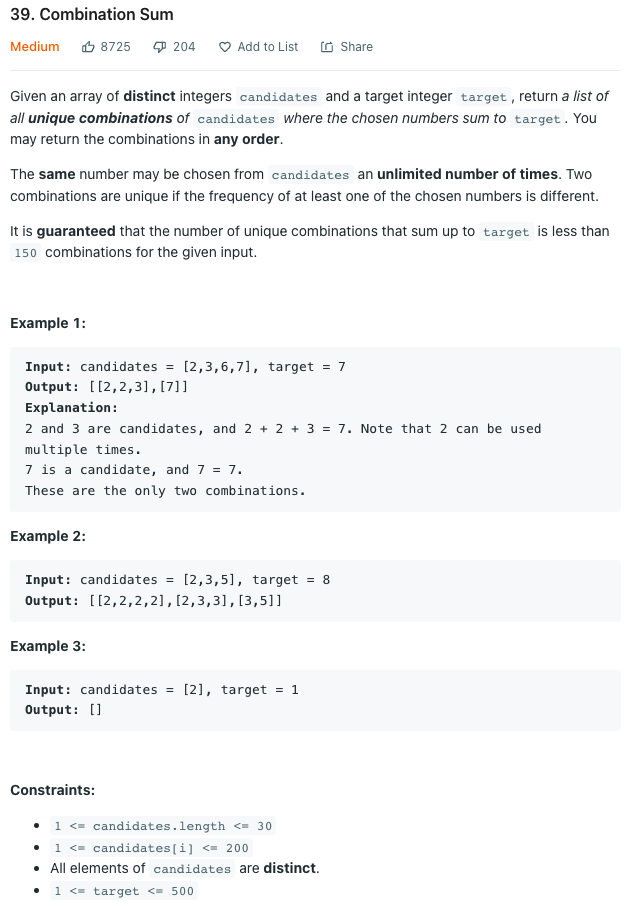 39. Combination Sum
Medium 8725 204 Add to List Share
Given an array of distinct integers candidates and a target integer target, return a list of
all unique combinations of candidates where the chosen numbers sum to target. You
may return the combinations in any order.
The same number may be chosen from candidates an unlimited number of times. Two
combinations are unique if the frequency of at least one of the chosen numbers is different.
It is guaranteed that the number of unique combinations that sum up to target is less than
150 combinations for the given input.
Example 1:
Input: candidates = [2,3,6,7], target = 7
Output: [[2,2,3],[7]]
Explanation:
2 and 3 are candidates, and 2 + 2 + 3 = 7. Note that 2 can be used
multiple times.
7 is a candidate, and 7 = 7.
These are the only two combinations.
Example 2:
Input: candidates = [2,3,5], target = 8
Output: [[2,2,2,2],[2,3,3],[3,5]]
Example 3:
Input: candidates = [2], target = 1
Output: []
Constraints:
• 1 <= candidates.length <= 30
• 1 <= candidates[i] <= 200
• All elements of candidates are distinct.
• 1 <= target <= 500